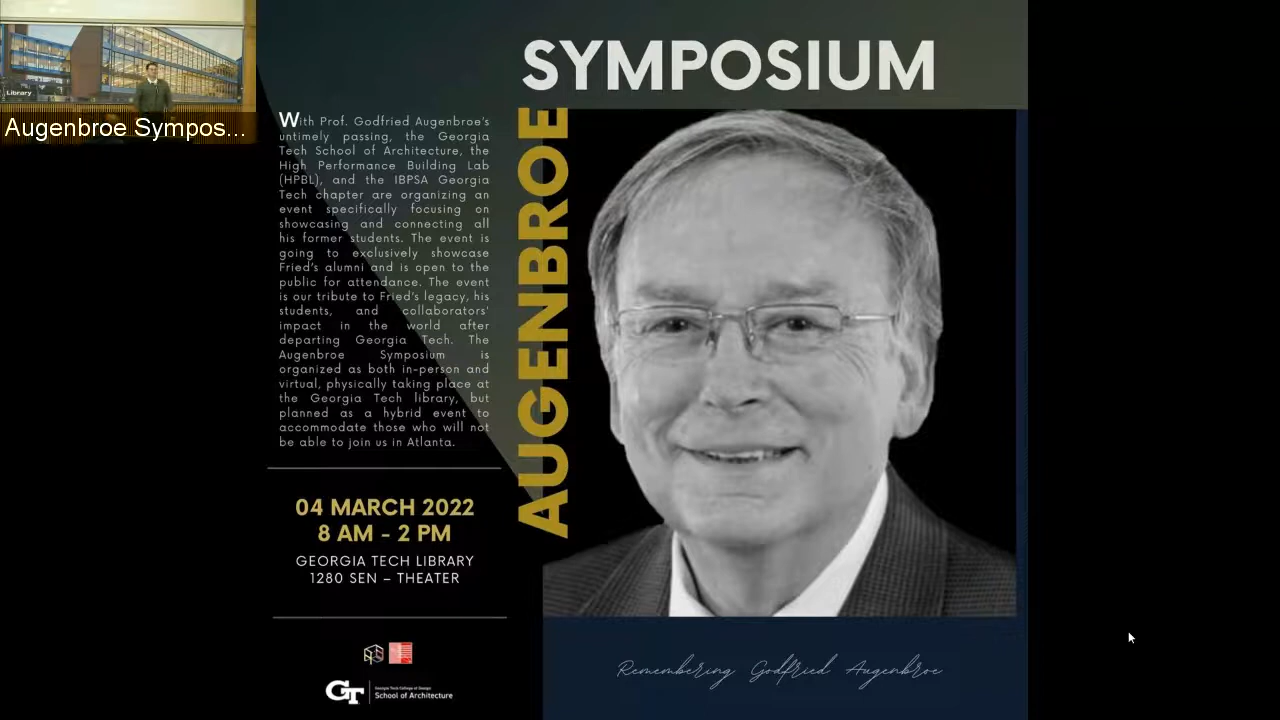 Library
Augenbroe Sympos...
SYMPOSIUM
AUGENBROE
With Prof. Godfried Augenbroe's
untimely passing, the Georgia
Tech School of Architecture, the
High Performance Building Lab
(HPBL), and the IBPSA Georgia
Tech chapter are organizing an
event specifically focusing on
showcasing and connecting all
his former students. The event is
going to exclusively showcase
Fried's alumni and is open to the
public for attendance. The event
is our tribute to Fried's legacy, his
students, and collaborators'
impact in the world after
departing Georgia Tech. The
Augenbroe Symposium is
organized as both in-person and
virtual, physically taking place at
the Georgia Tech library, but
planned as a hybrid event to
accommodate those who will not
be able to join us in Atlanta.
04 MARCH 2022
8 AM - 2 PM
GEORGIA TECH LIBRARY
1280 SEN – THEATER
GT
Georgia Tech College of Design
School of Architecture
Remembering Godfried Augenbroe